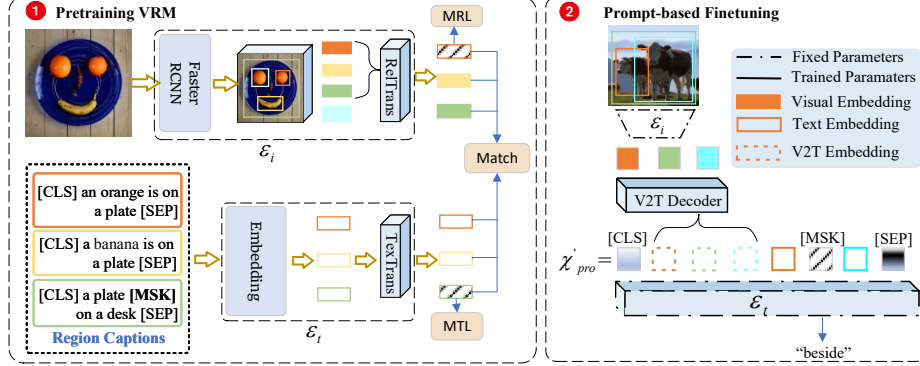 1 Pretraining VRM
MRL
Faster
RCNN
RelTrans
ℰi
Match
[CLS] an orange is on
a plate [SEP]
[CLS] a banana is on
a plate [SEP]
[CLS] a plate [MSK]
on a desk [SEP]
Region Captions
Embedding
TexTrans
ℰt
MTL
2 Prompt-based Finetuning
Fixed Parameters
Trained Paramaters
Visual Embedding
Text Embedding
V2T Embedding
ℰi
V2T Decoder
[CLS]
[MSK]
[SEP]
χ'pro =
ℰt
“beside”